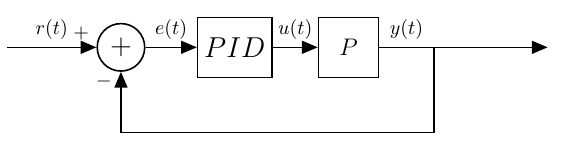 r(t) + e(t) u(t) y(t)
+ PID P
−